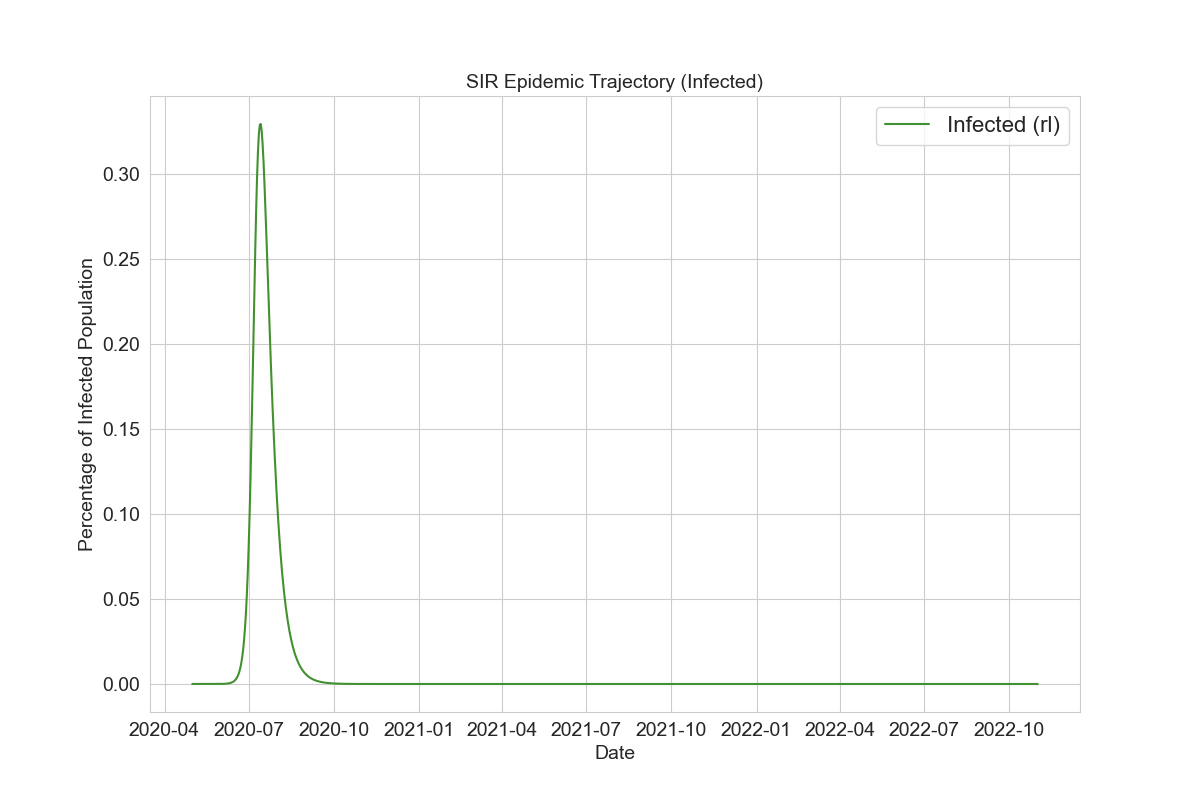 SIR Epidemic Trajectory (Infected)
Infected (rl)
Percentage of Infected Population
0.30
0.25
0.20
0.15
0.10
0.05
0.00
2020-04 2020-07 2020-10 2021-01 2021-04 2021-07 2021-10 2022-01 2022-04 2022-07 2022-10
Date